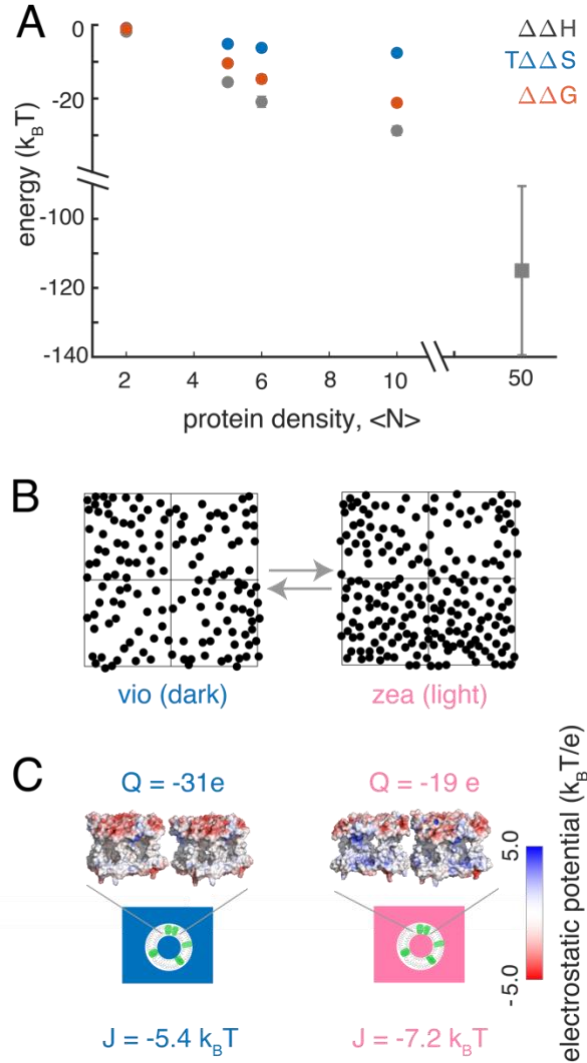 A
ΔΔH
TΔΔS
ΔΔG
energy (kBT)
0
-20
-100
-120
-140
2
4
6
8
10
50
protein density, <N>
B
vio (dark)
zea (light)
C
Q = -31e
Q = -19 e
electrostatic potential (kBT/e)
5.0
-5.0
J = -5.4 kBT
J = -7.2 kBT